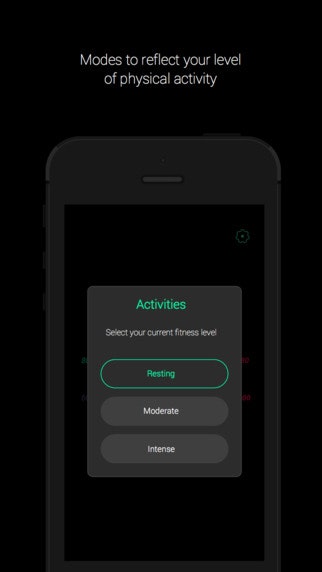 Modes to reflect your level
of physical activity
Activities
Select your current fitness level
Resting
Moderate
Intense